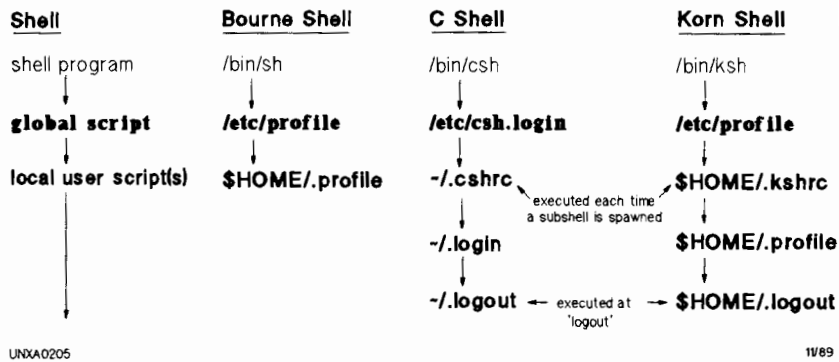 Shell Bourne Shell C Shell Korn Shell
shell program /bin/sh /bin/csh /bin/ksh
global script /etc/profile /etc/csh.login /etc/profile
local user script(s) $HOME/.profile ~/.cshrc $HOME/.kshrc
executed each time
a subshell is spawned
~/.login $HOME/.profile
~/.logout executed at $HOME/.logout
'logout'
UNXA0205 11/89